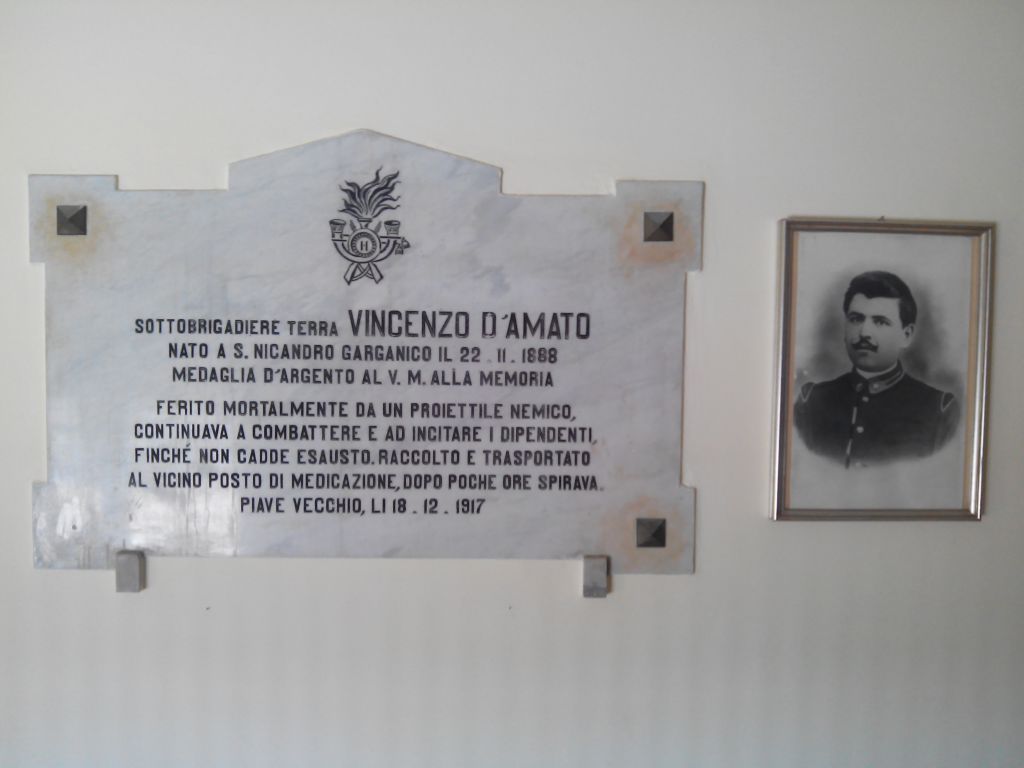 H
SOTTOBRIGADIERE TERRA VINCENZO D'AMATO
NATO A S. NICANDRO GARGANICO IL 22 . 11 . 1888
MEDAGLIA D'ARGENTO AL V. M. ALLA MEMORIA
FERITO MORTALMENTE DA UN PROIETTILE NEMICO,
CONTINUAVA A COMBATTERE E AD INCITARE I DIPENDENTI,
FINCHÉ NON CADDE ESAUSTO. RACCOLTO E TRASPORTATO
AL VICINO POSTO DI MEDICAZIONE, DOPO POCHE ORE SPIRAVA.
PIAVE VECCHIO, LI 18 . 12 . 1917